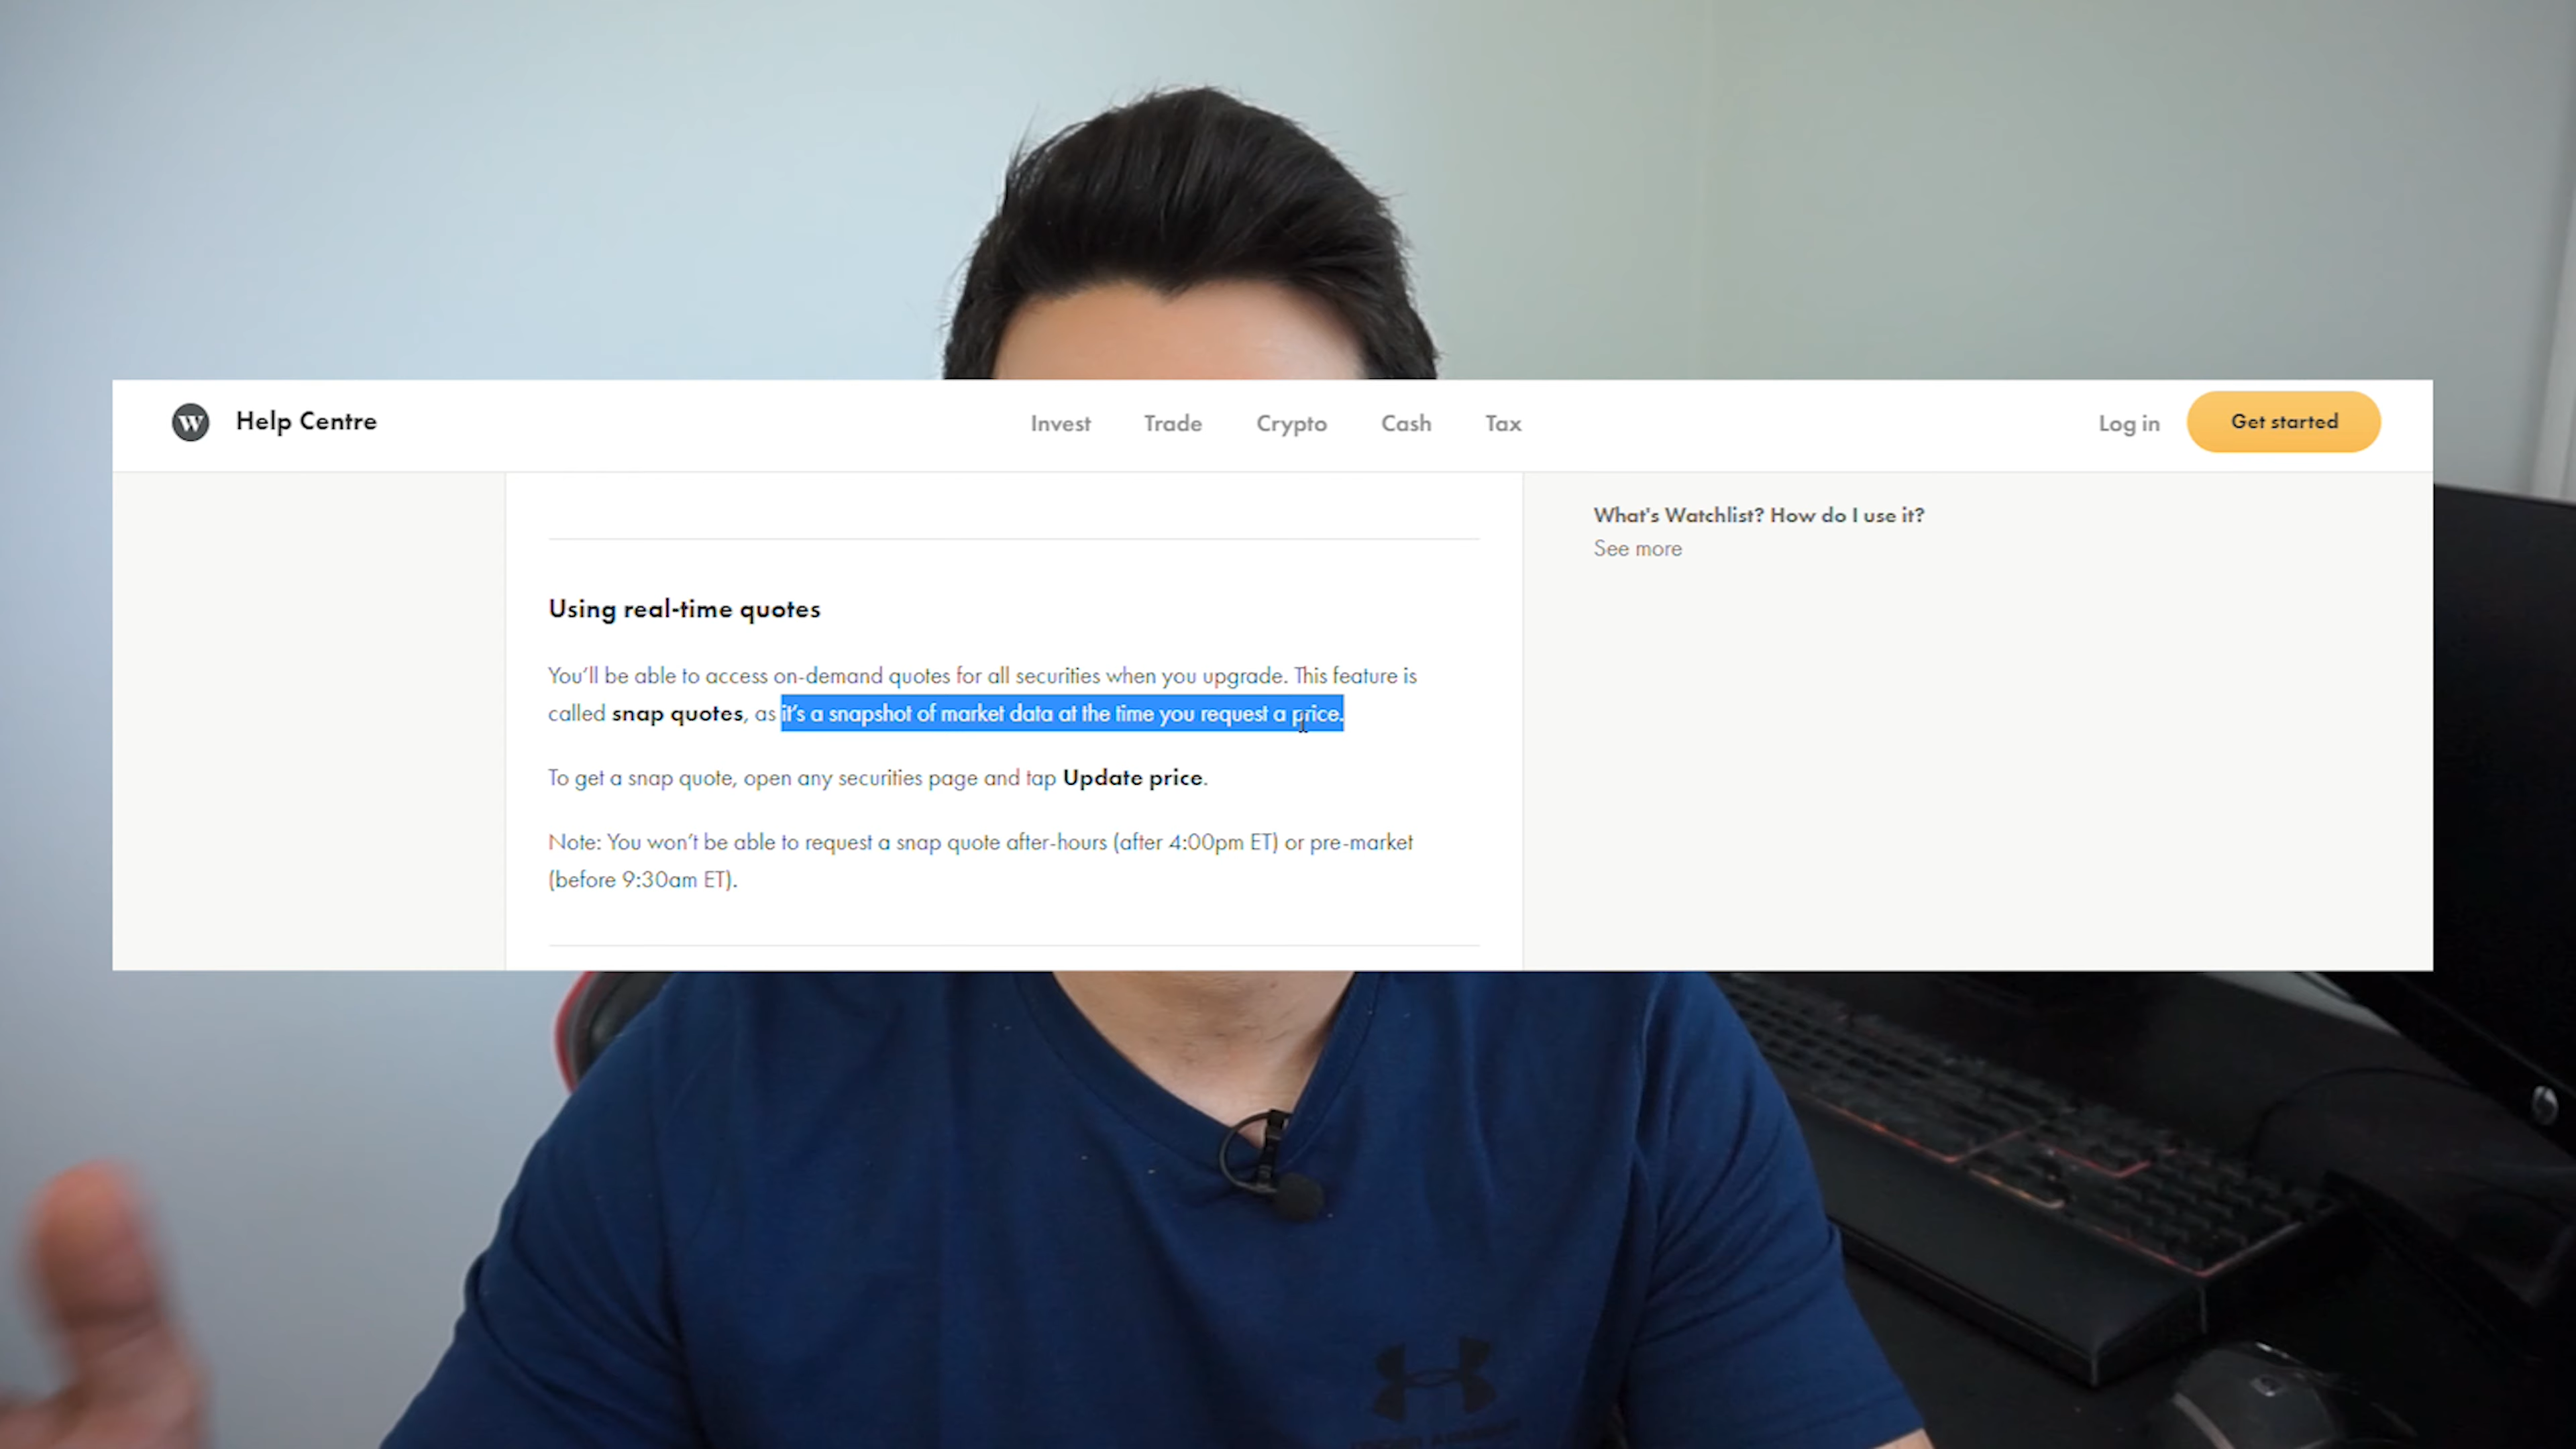 W Help Centre Invest Trade Crypto Cash Tax Log in Get started
What's Watchlist? How do I use it?
See more
Using real-time quotes
You'll be able to access on-demand quotes for all securities when you upgrade. This feature is
called snap quotes, as it's a snapshot of market data at the time you request a price.
To get a snap quote, open any securities page and tap Update price.
Note: You won't be able to request a snap quote after-hours (after 4:00pm ET) or pre-market
(before 9:30am ET).